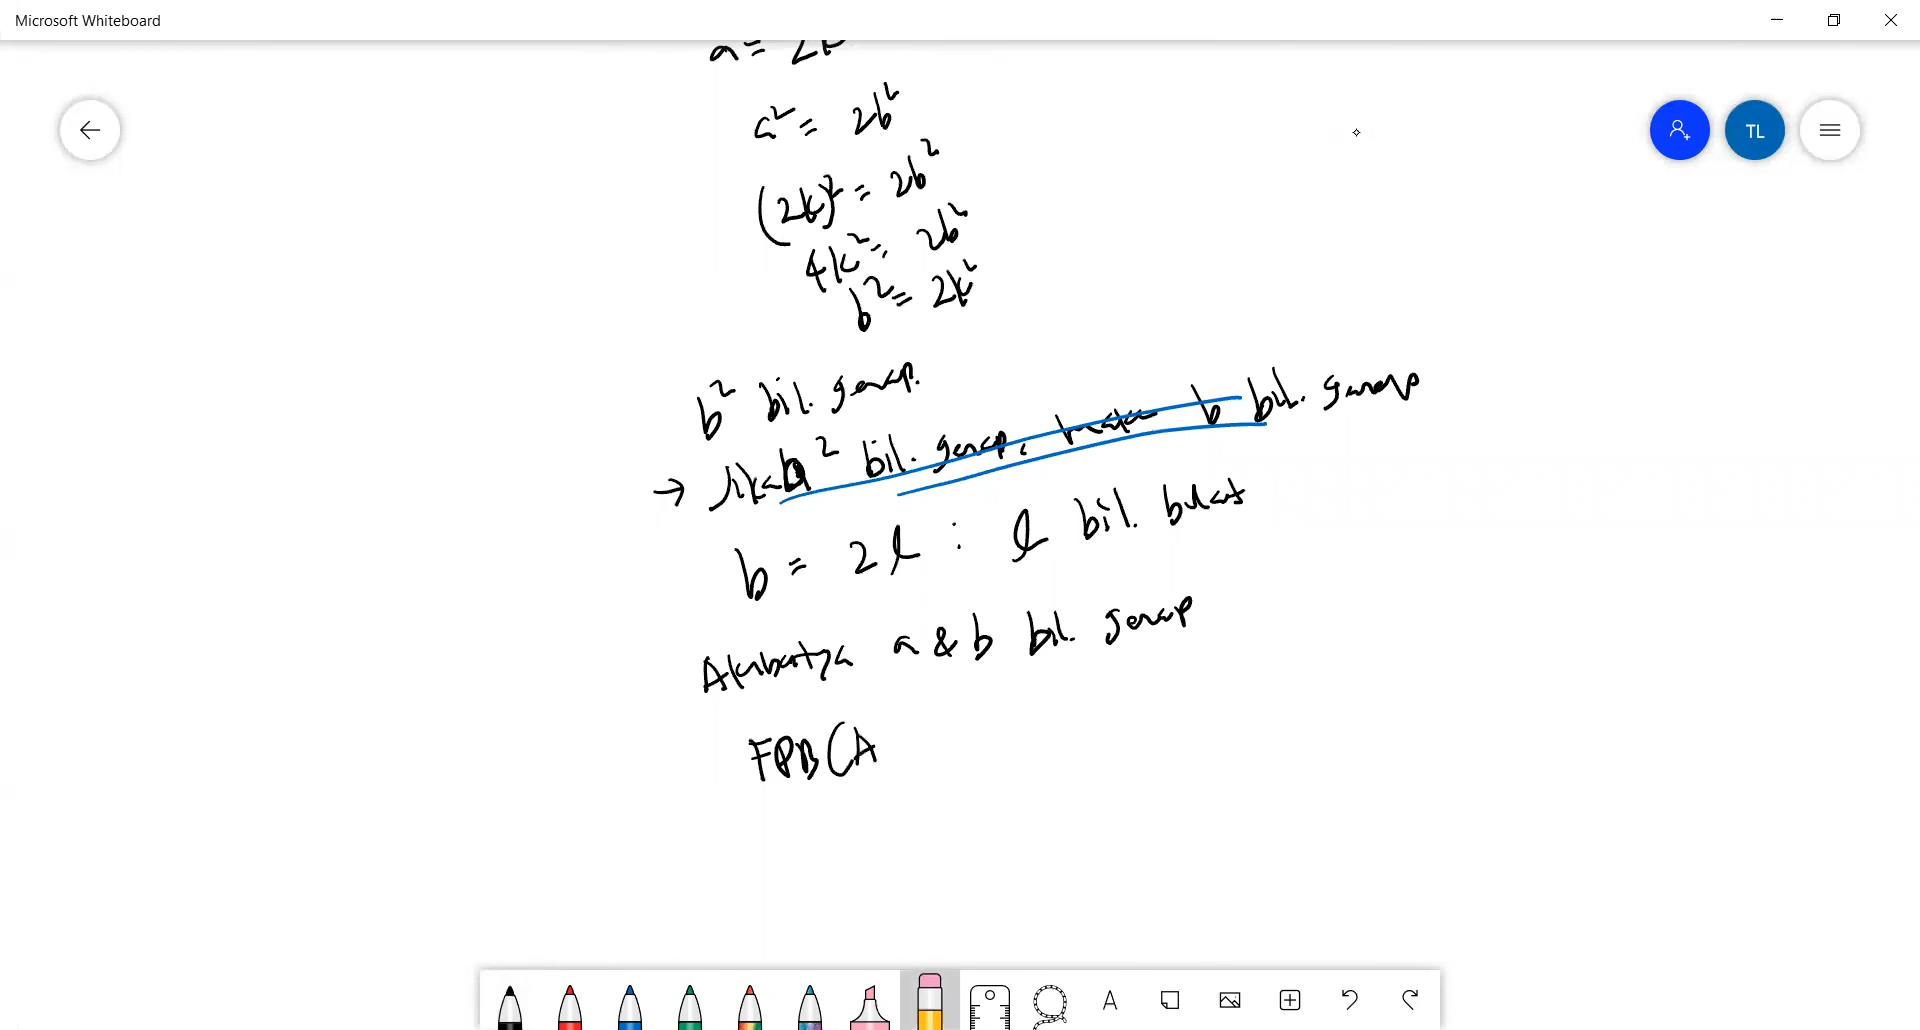 Microsoft Whiteboard
a = 2k
a² = 2b²
TL
(2k)² = 2b²
4k² = 2b²
b² = 2k²
b² bil. genap.
→ Jika b² bil. genap, maka b bil. genap
b = 2l : l bil. bulat
Akibatnya a & b bil. genap
FPB(A
A